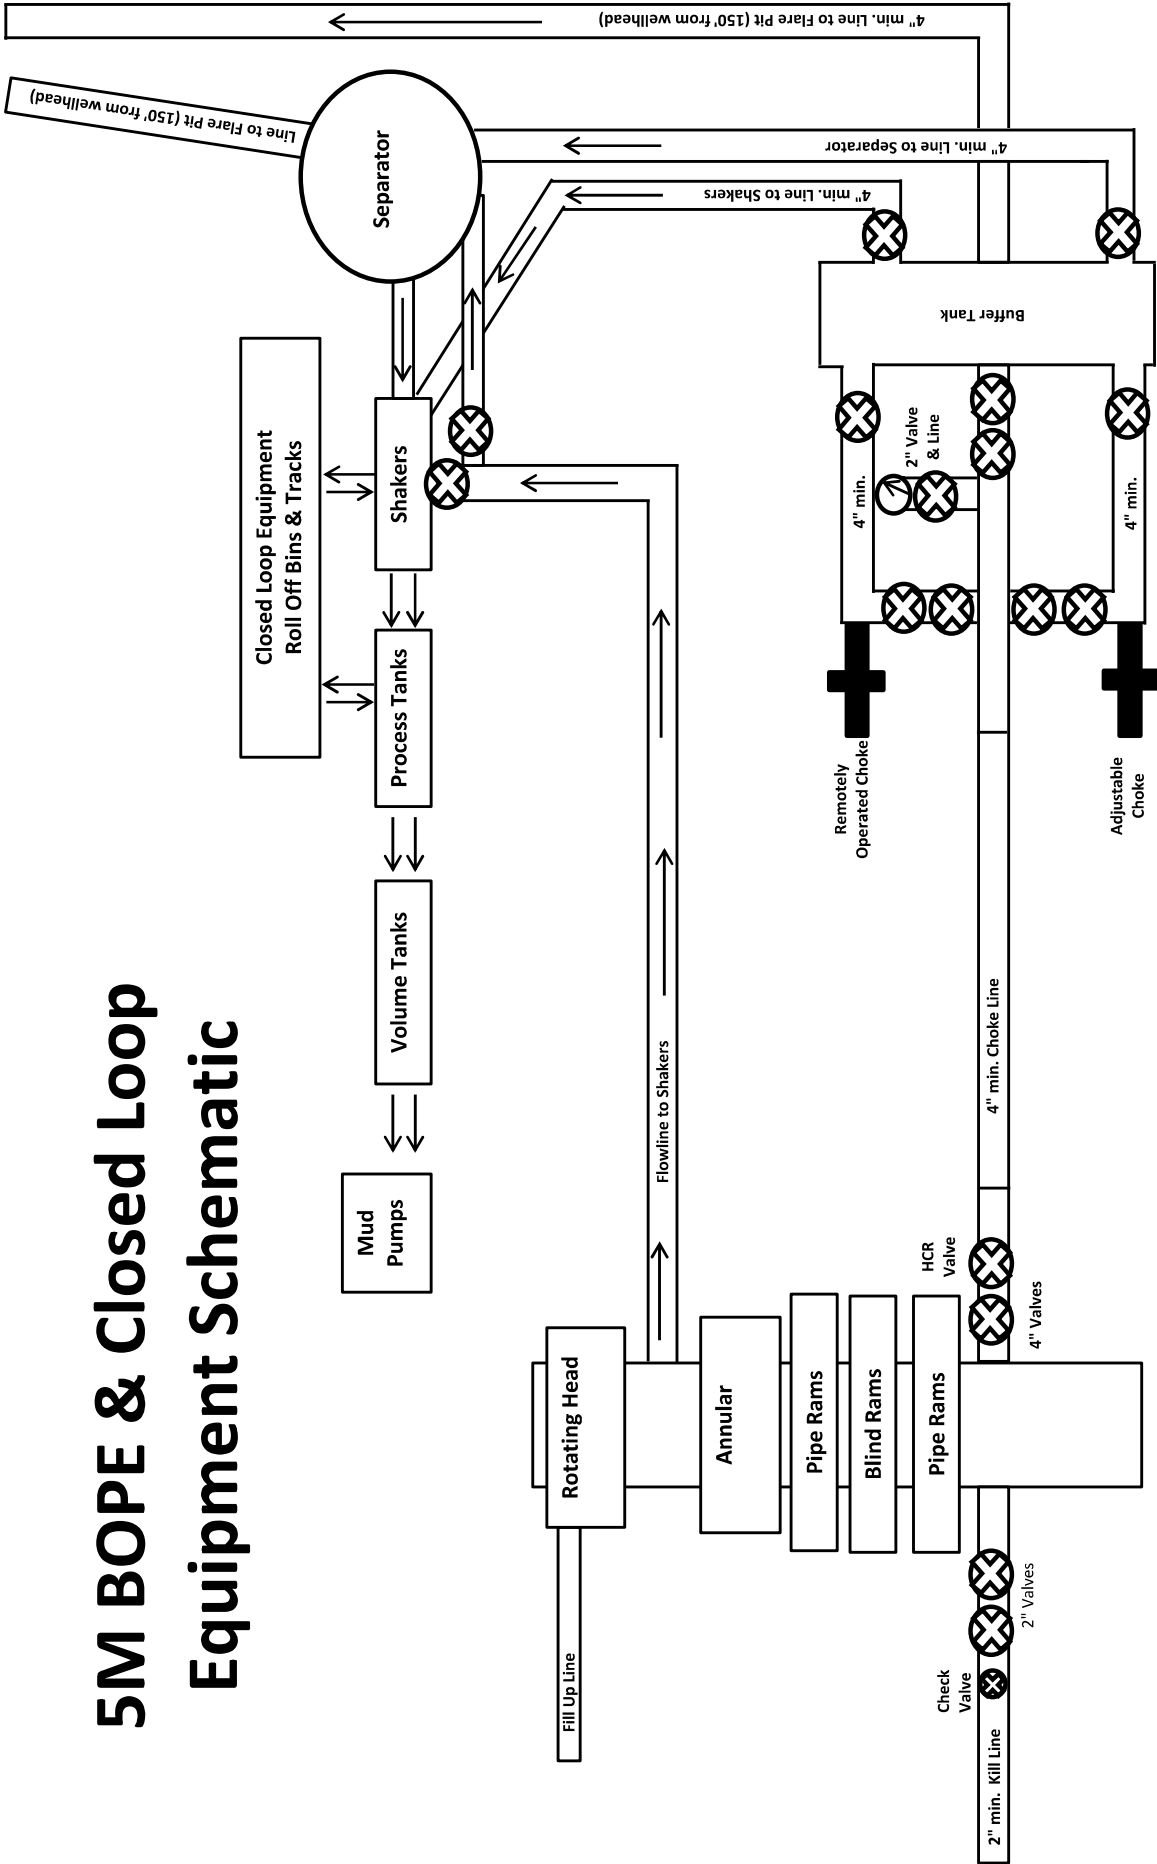 5M BOPE & Closed Loop
Equipment Schematic
Closed Loop Equipment
Roll Off Bins & Tracks
Mud
Pumps
Volume Tanks
Process Tanks
Shakers
Separator
Line to Flare Pit (150' from wellhead)
4" min. Line to Flare Pit (150' from wellhead)
4" min. Line to Separator
4" min. Line to Shakers
Fill Up Line
Rotating Head
Flowline to Shakers
Annular
Pipe Rams
Blind Rams
Pipe Rams
Check
Valve
2" min. Kill Line
2" Valves
HCR
Valve
4" Valves
4" min. Choke Line
Remotely
Operated Choke
Adjustable
Choke
4" min.
2" Valve
& Line
4" min.
Buffer Tank